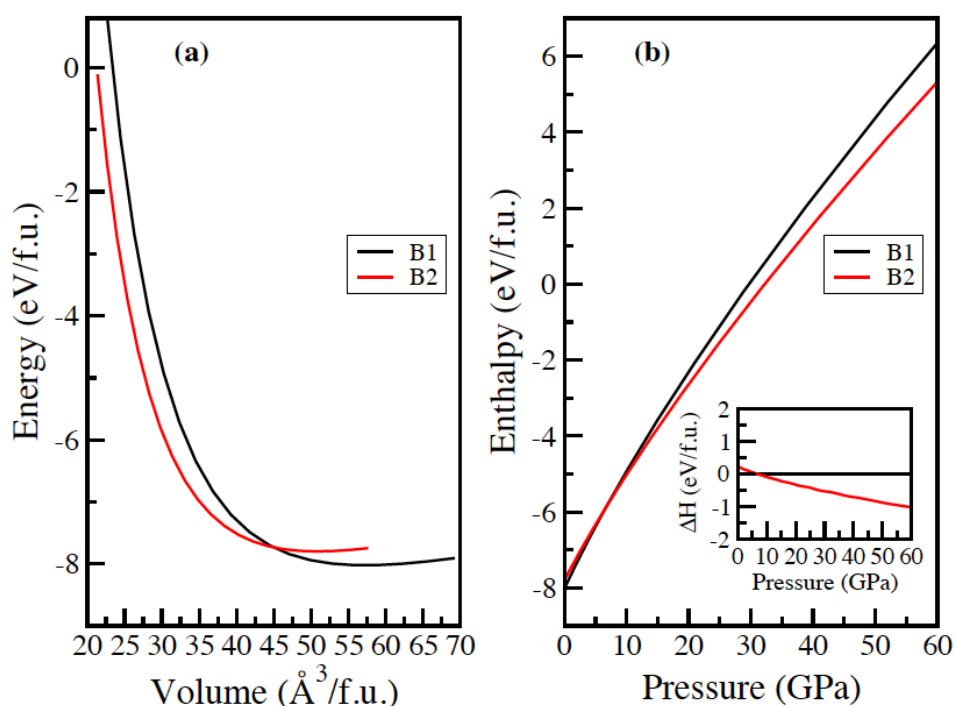 (a)
0
-2
-4
-6
-8
Energy (eV/f.u.)
B1
B2
20 25 30 35 40 45 50 55 60 65 70
Volume (Å³/f.u.)
(b)
6
4
2
0
-2
-4
-6
-8
Enthalpy (eV/f.u.)
B1
B2
2
1
0
-1
-2
ΔH (eV/f.u.)
0 10 20 30 40 50 60
Pressure (GPa)
0 10 20 30 40 50 60
Pressure (GPa)